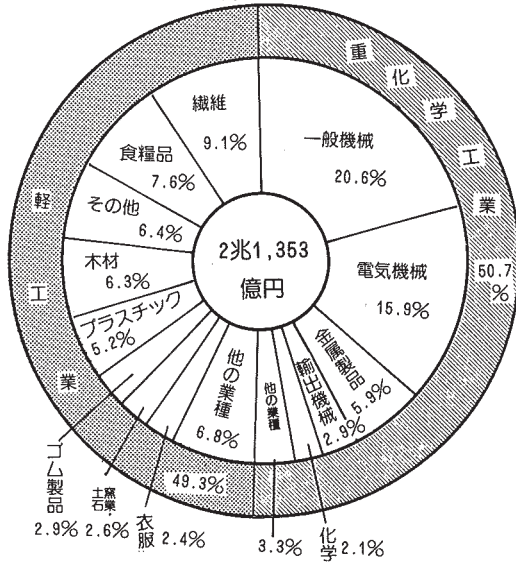 重化学工業
50.7%
軽工業
49.3%
2兆1,353
億円
一般機械
20.6%
電気機械
15.9%
金属製品
5.9%
輸出機械
2.9%
化学
2.1%
他の業種
3.3%
他の業種
6.8%
衣服
2.4%
窯業・
土石
2.6%
ゴム製品
2.9%
プラスチック
5.2%
木材
6.3%
その他
6.4%
食糧品
7.6%
繊維
9.1%